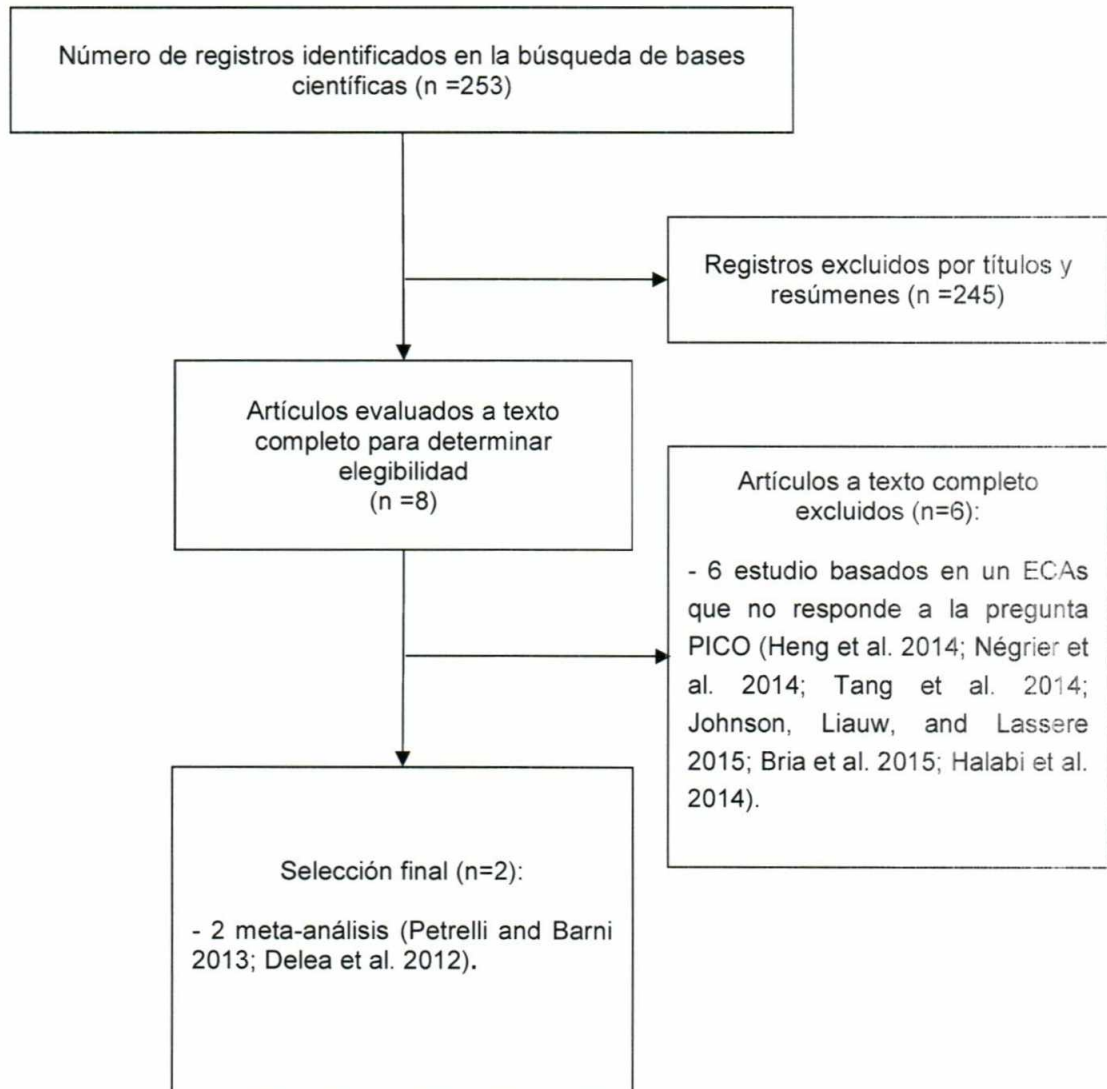 Número de registros identificados en la búsqueda de bases
científicas (n =253)
Registros excluidos por títulos y
resúmenes (n =245)
Artículos evaluados a texto
completo para determinar
elegibilidad
(n =8)
Artículos a texto completo
excluidos (n=6):
- 6 estudio basados en un ECAs
que no responde a la pregunta
PICO (Heng et al. 2014; Négrier et
al. 2014; Tang et al. 2014;
Johnson, Liauw, and Lassere
2015; Bria et al. 2015; Halabi et al.
2014).
Selección final (n=2):
- 2 meta-análisis (Petrelli and Barni
2013; Delea et al. 2012).